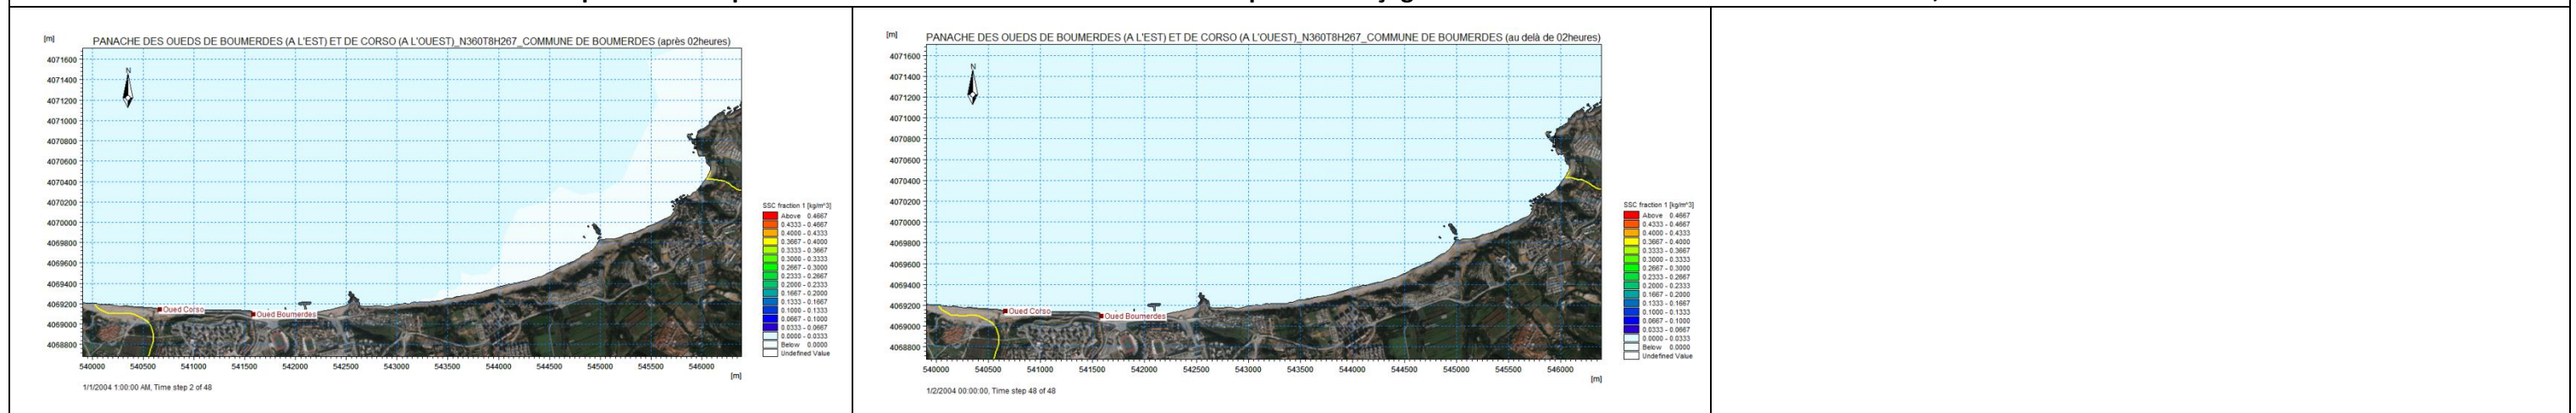 [m]
PANACHE DES OUEDS DE BOUMERDES (A L'EST) ET DE CORSO (A L'OUEST)_N360T8H267_COMMUNE DE BOUMERDES (après 02heures)
4071600
4071400
4071200
4071000
4070800
4070600
4070400
4070200
4070000
4069800
4069600
4069400
4069200
4069000
4068800
N
Oued Corso
Oued Boumerdes
540000 540500 541000 541500 542000 542500 543000 543500 544000 544500 545000 545500 546000
[m]
1/1/2004 1:00:00 AM, Time step 2 of 48
SSC fraction 1 [kg/m^3]
Above 0.4667
0.4333 - 0.4667
0.4000 - 0.4333
0.3667 - 0.4000
0.3333 - 0.3667
0.3000 - 0.3333
0.2667 - 0.3000
0.2333 - 0.2667
0.2000 - 0.2333
0.1667 - 0.2000
0.1333 - 0.1667
0.1000 - 0.1333
0.0667 - 0.1000
0.0333 - 0.0667
0.0000 - 0.0333
Below 0.0000
Undefined Value
[m]
PANACHE DES OUEDS DE BOUMERDES (A L'EST) ET DE CORSO (A L'OUEST)_N360T8H267_COMMUNE DE BOUMERDES (au delà de 02heures)
4071600
4071400
4071200
4071000
4070800
4070600
4070400
4070200
4070000
4069800
4069600
4069400
4069200
4069000
4068800
N
Oued Corso
Oued Boumerdes
540000 540500 541000 541500 542000 542500 543000 543500 544000 544500 545000 545500 546000
[m]
1/2/2004 00:00:00, Time step 48 of 48
SSC fraction 1 [kg/m^3]
Above 0.4667
0.4333 - 0.4667
0.4000 - 0.4333
0.3667 - 0.4000
0.3333 - 0.3667
0.3000 - 0.3333
0.2667 - 0.3000
0.2333 - 0.2667
0.2000 - 0.2333
0.1667 - 0.2000
0.1333 - 0.1667
0.1000 - 0.1333
0.0667 - 0.1000
0.0333 - 0.0667
0.0000 - 0.0333
Below 0.0000
Undefined Value